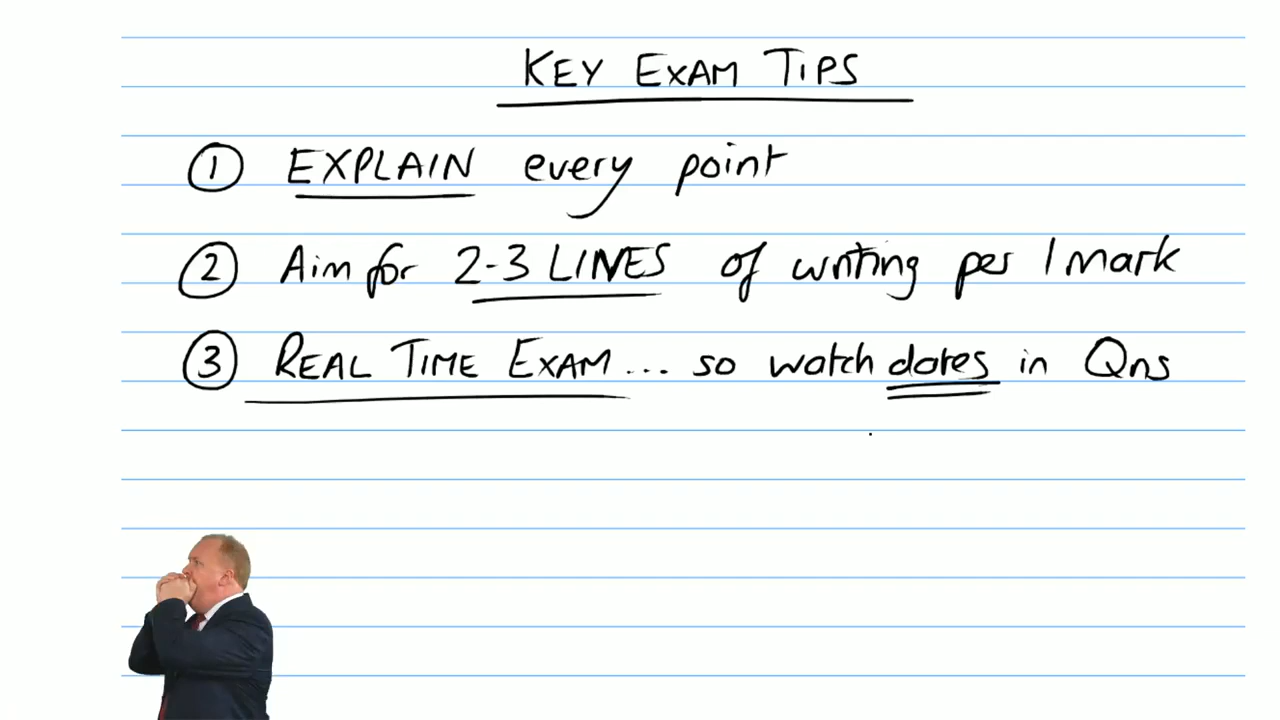 KEY EXAM TIPS
1 EXPLAIN every point
2 Aim for 2-3 LINES of writing per 1 mark
3 REAL TIME EXAM... so watch dates in Qns